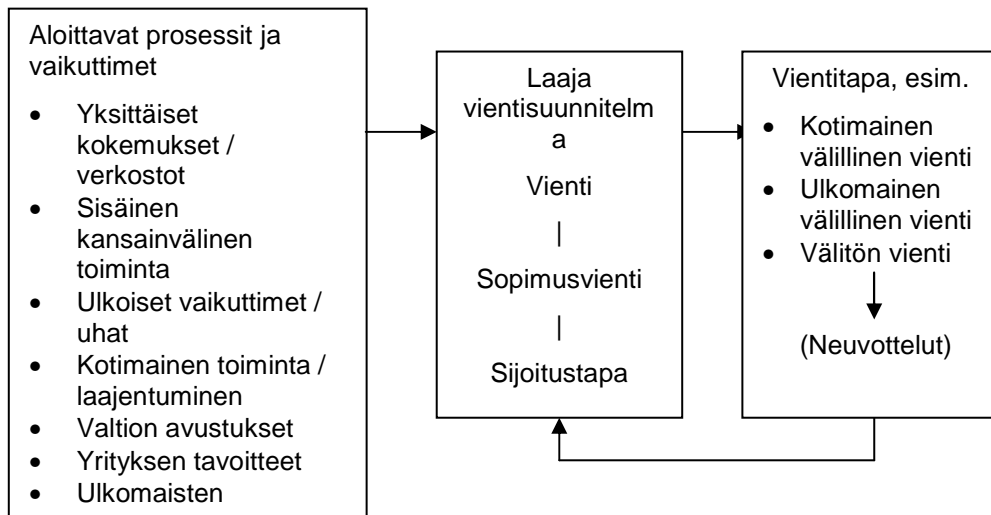 Aloittavat prosessit ja
vaikuttimet
• Yksittäiset
kokemukset /
verkostot
• Sisäinen
kansainvälinen
toiminta
• Ulkoiset vaikuttimet /
uhat
• Kotimainen toiminta /
laajentuminen
• Valtion avustukset
• Yrityksen tavoitteet
• Ulkomaisten
Laaja
vientisuunnitelm
a
Vienti
|
Sopimusvienti
|
Sijoitustapa
Vientitapa, esim.
• Kotimainen
välillinen vienti
• Ulkomainen
välillinen vienti
• Välitön vienti
(Neuvottelut)